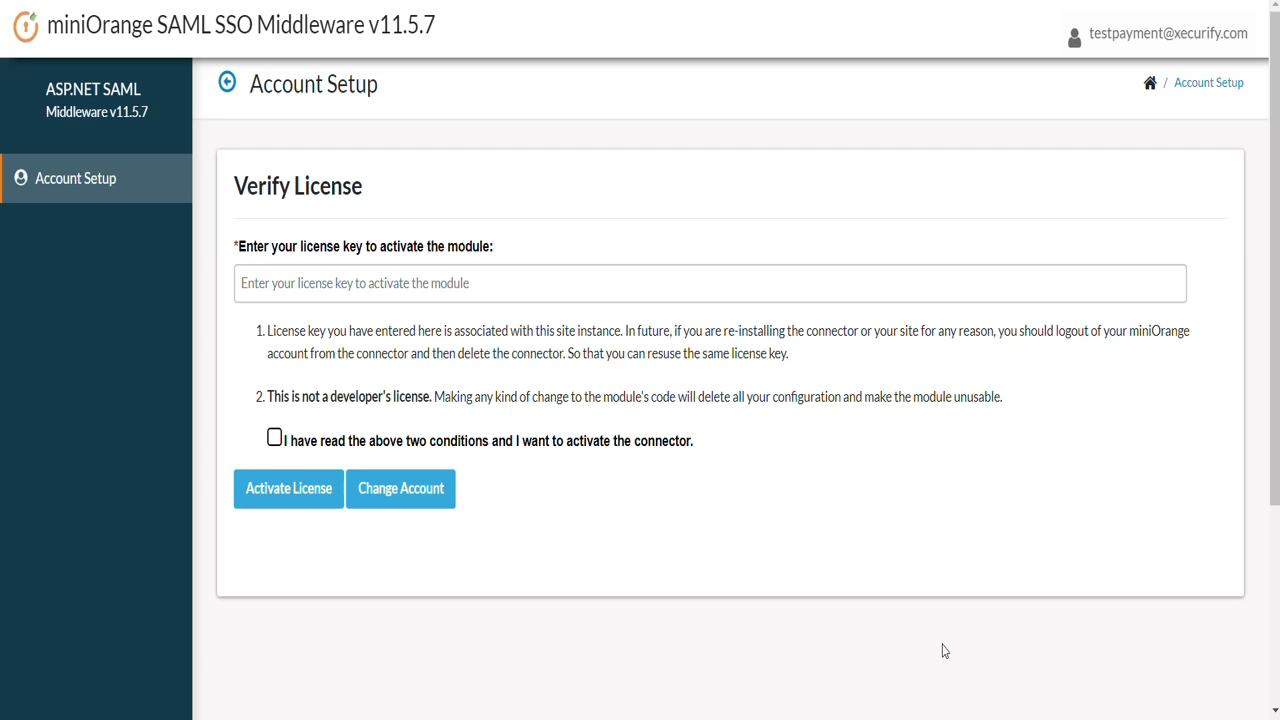 miniOrange SAML SSO Middleware v11.5.7
testpayment@xecurify.com
ASP.NET SAML
Middleware v11.5.7
Account Setup
Account Setup
/ Account Setup
Verify License
*Enter your license key to activate the module:
Enter your license key to activate the module
1. License key you have entered here is associated with this site instance. In future, if you are re-installing the connector or your site for any reason, you should logout of your miniOrange
account from the connector and then delete the connector. So that you can resuse the same license key.
2. This is not a developer's license. Making any kind of change to the module's code will delete all your configuration and make the module unusable.
I have read the above two conditions and I want to activate the connector.
Activate License
Change Account